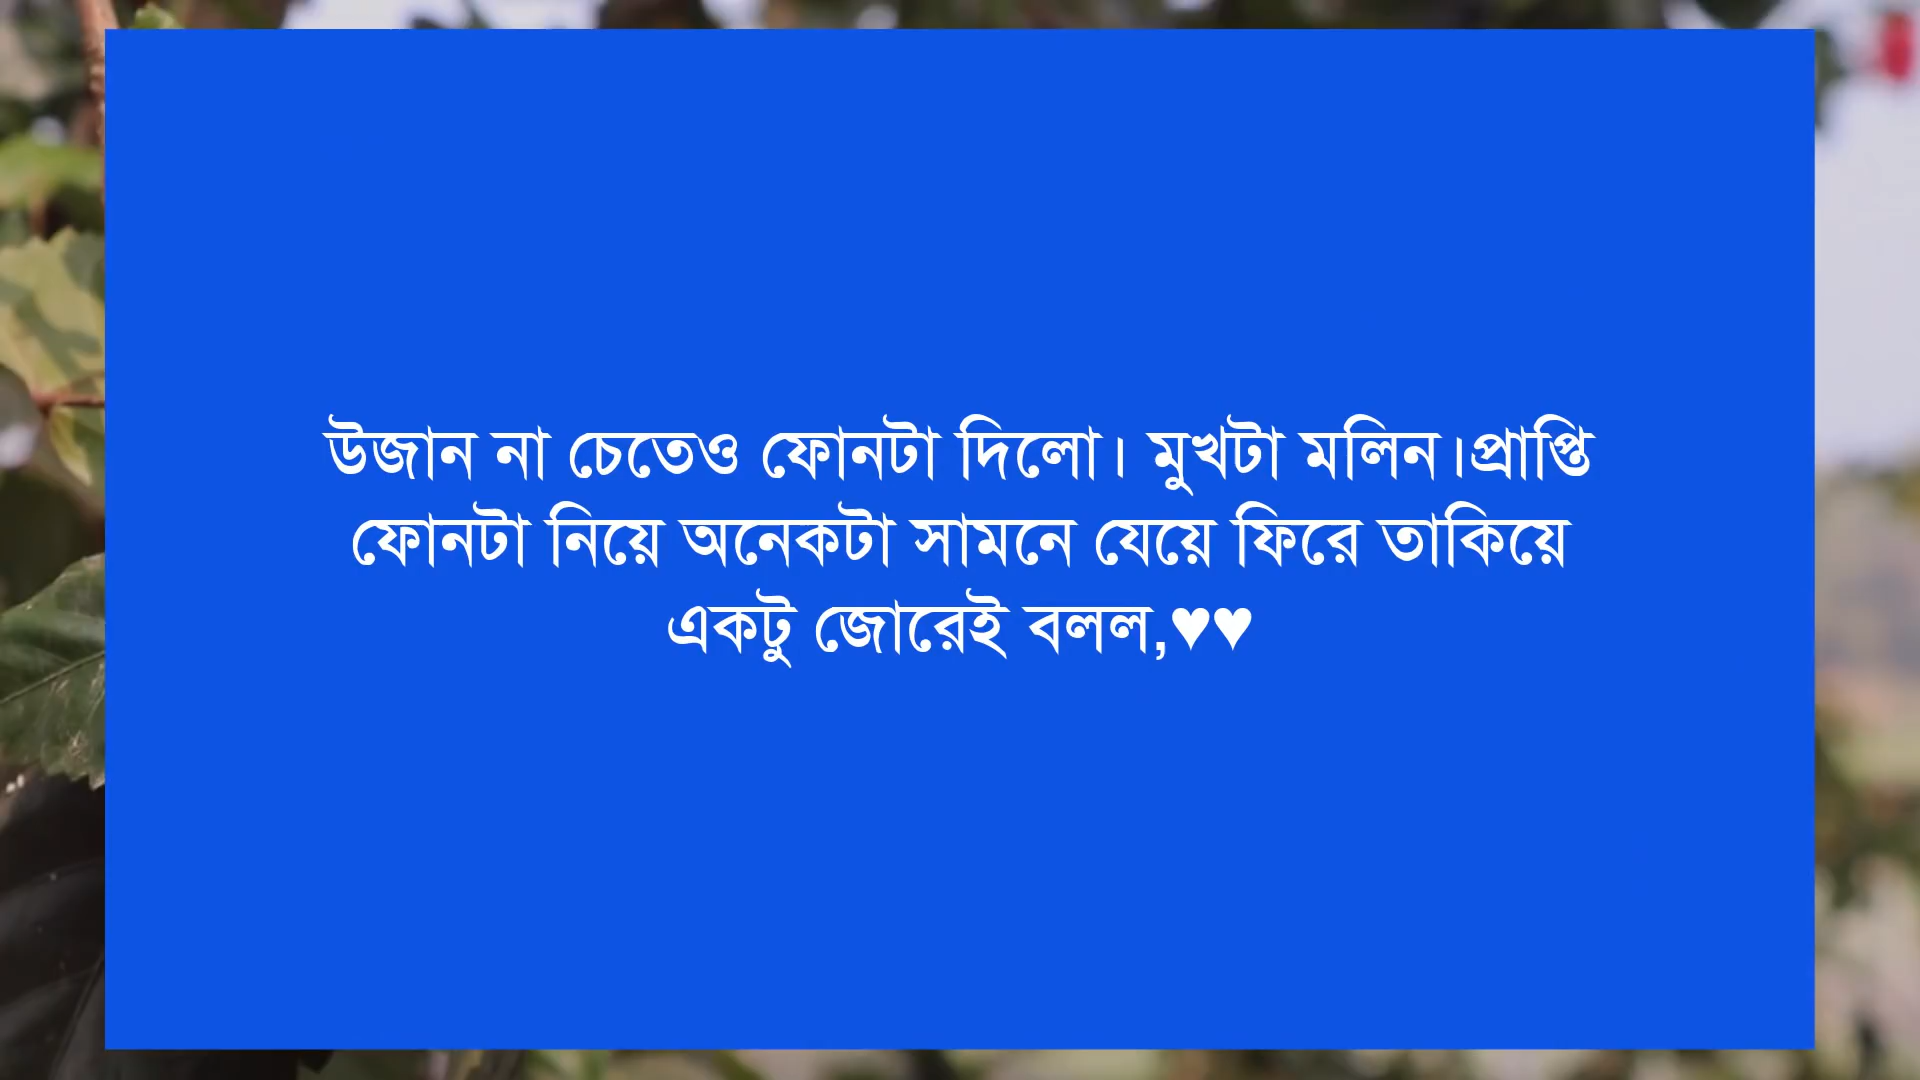 উজান না চেতেও ফোনটা দিলো। মুখটা মলিন।প্রাপ্তি
ফোনটা নিয়ে অনেকটা সামনে যেয়ে ফিরে তাকিয়ে
একটু জোরেই বলল,♥♥